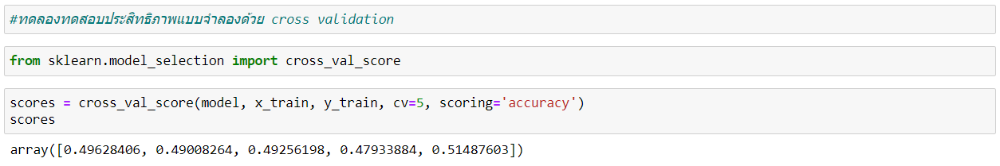 #ทดลองทดสอบประสิทธิภาพแบบจำลองด้วย cross validation
from sklearn.model_selection import cross_val_score
scores = cross_val_score(model, x_train, y_train, cv=5, scoring='accuracy')
scores
array([0.49628406, 0.49008264, 0.49256198, 0.47933884, 0.51487603])